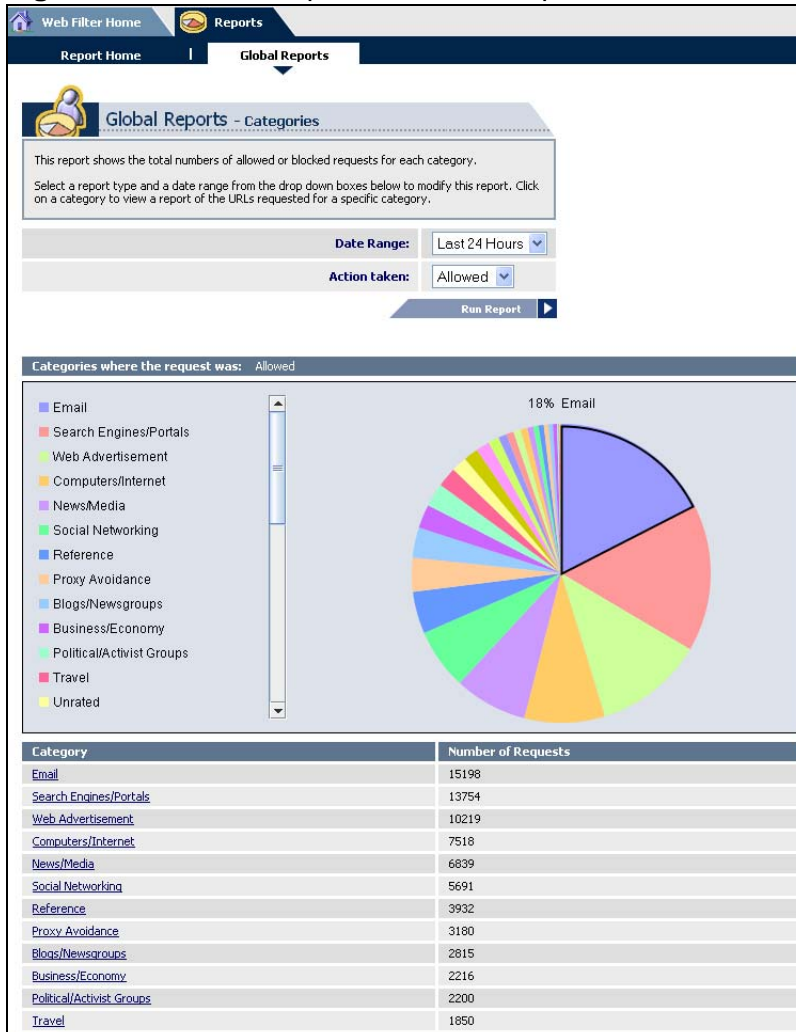 Web Filter Home Reports
Report Home | Global Reports
Global Reports - Categories
This report shows the total numbers of allowed or blocked requests for each category.
Select a report type and a date range from the drop down boxes below to modify this report. Click
on a category to view a report of the URLs requested for a specific category.
Date Range: Last 24 Hours
Action taken: Allowed
Run Report
Categories where the request was: Allowed
Email
Search Engines/Portals
Web Advertisement
Computers/Internet
News/Media
Social Networking
Reference
Proxy Avoidance
Blogs/Newsgroups
Business/Economy
Political/Activist Groups
Travel
Unrated
18% Email
Category Number of Requests
Email 15198
Search Engines/Portals 13754
Web Advertisement 10219
Computers/Internet 7518
News/Media 6839
Social Networking 5691
Reference 3932
Proxy Avoidance 3180
Blogs/Newsgroups 2815
Business/Economy 2216
Political/Activist Groups 2200
Travel 1850